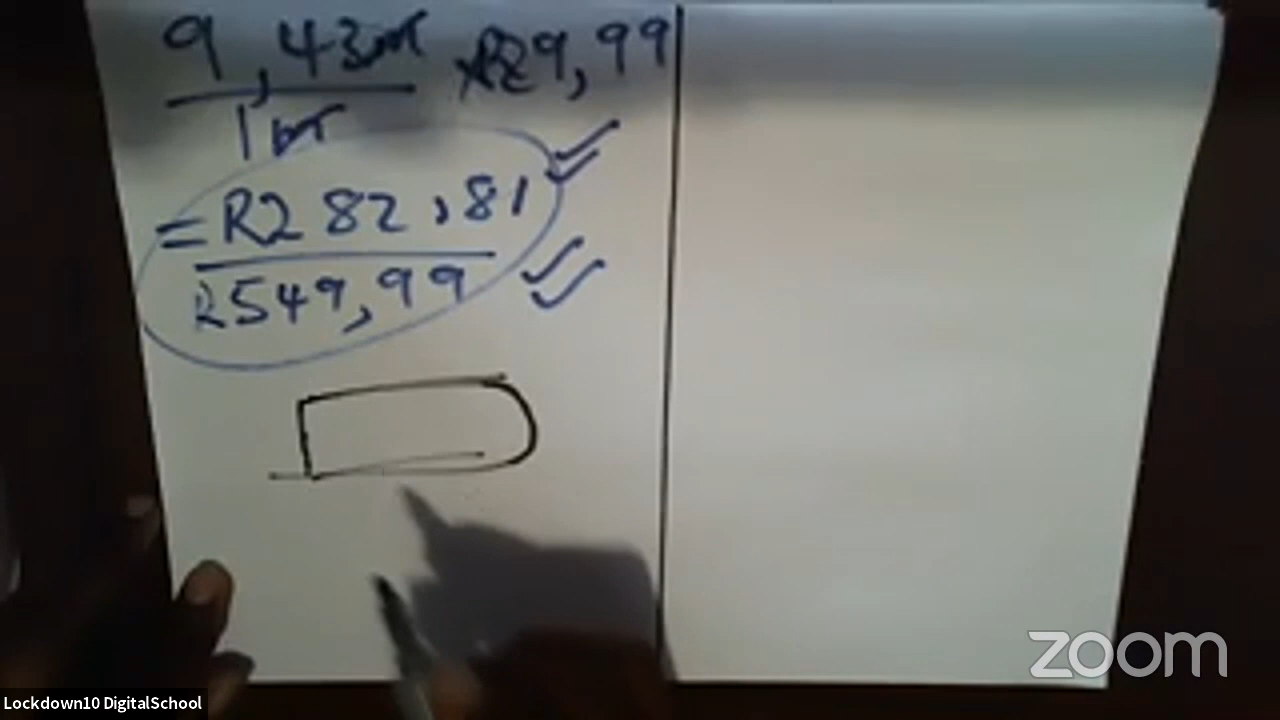 9,43m × R29,99
1m
= R282,81
R549,99
zoom
Lockdown10 DigitalSchool